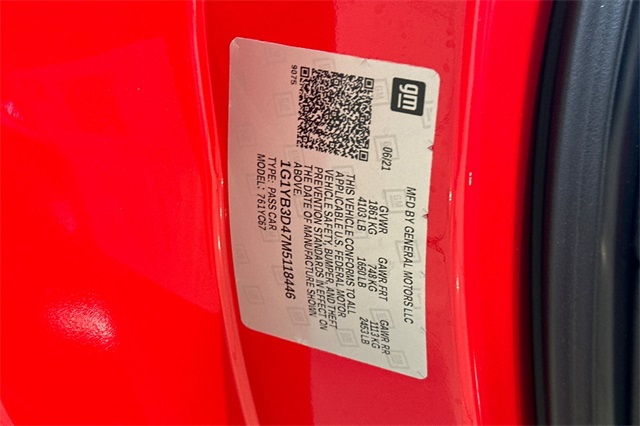 gm
MFD BY GENERAL MOTORS LLC
06/21
GVWR GAWR FRT GAWR RR
1861 KG 748 KG 1113 KG
4103 LB 1650 LB 2453 LB
THIS VEHICLE CONFORMS TO ALL
APPLICABLE U.S. FEDERAL MOTOR
VEHICLE SAFETY, BUMPER, AND THEFT
PREVENTION STANDARDS IN EFFECT ON
THE DATE OF MANUFACTURE SHOWN
ABOVE.
1G1YB3D47M5118446
TYPE: PASS CAR
MODEL: 761YC67
9075